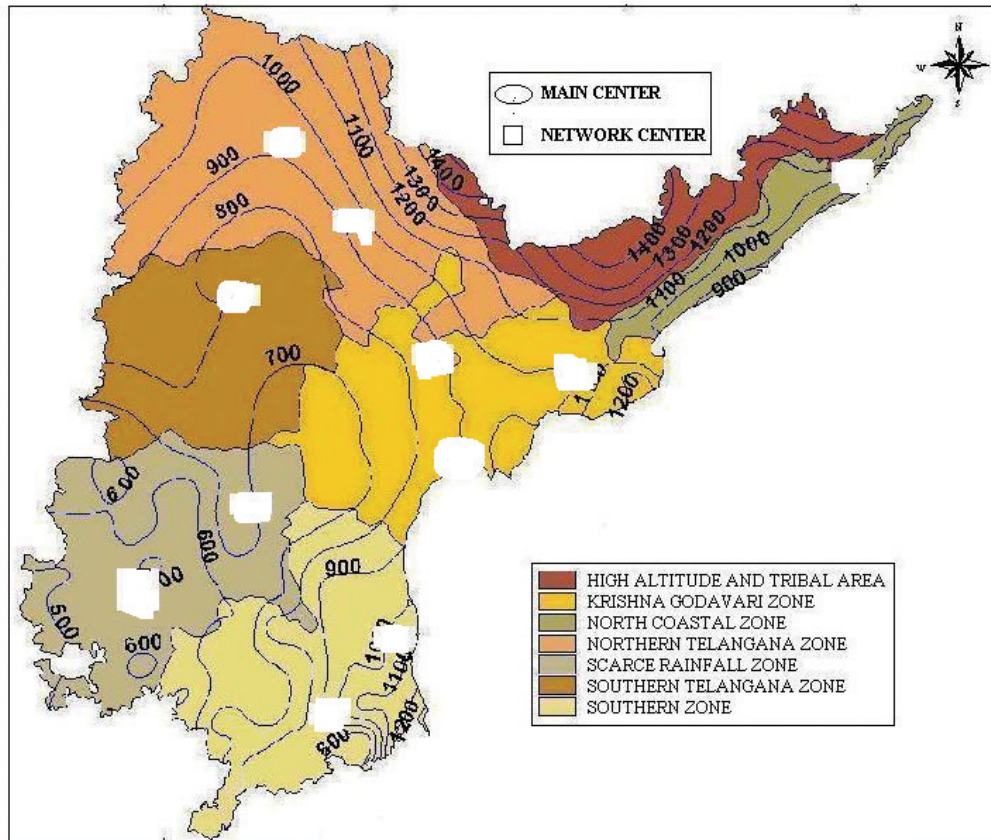 N
W
S
MAIN CENTER
NETWORK CENTER
1000
1100
1400
900
1300
1200
800
1400
1300
1200
1000
1100
900
700
1200
600
600
900
500
600
1100
600
1200
HIGH ALTITUDE AND TRIBAL AREA
KRISHNA GODAVARI ZONE
NORTH COASTAL ZONE
NORTHERN TELANGANA ZONE
SCARCE RAINFALL ZONE
SOUTHERN TELANGANA ZONE
SOUTHERN ZONE